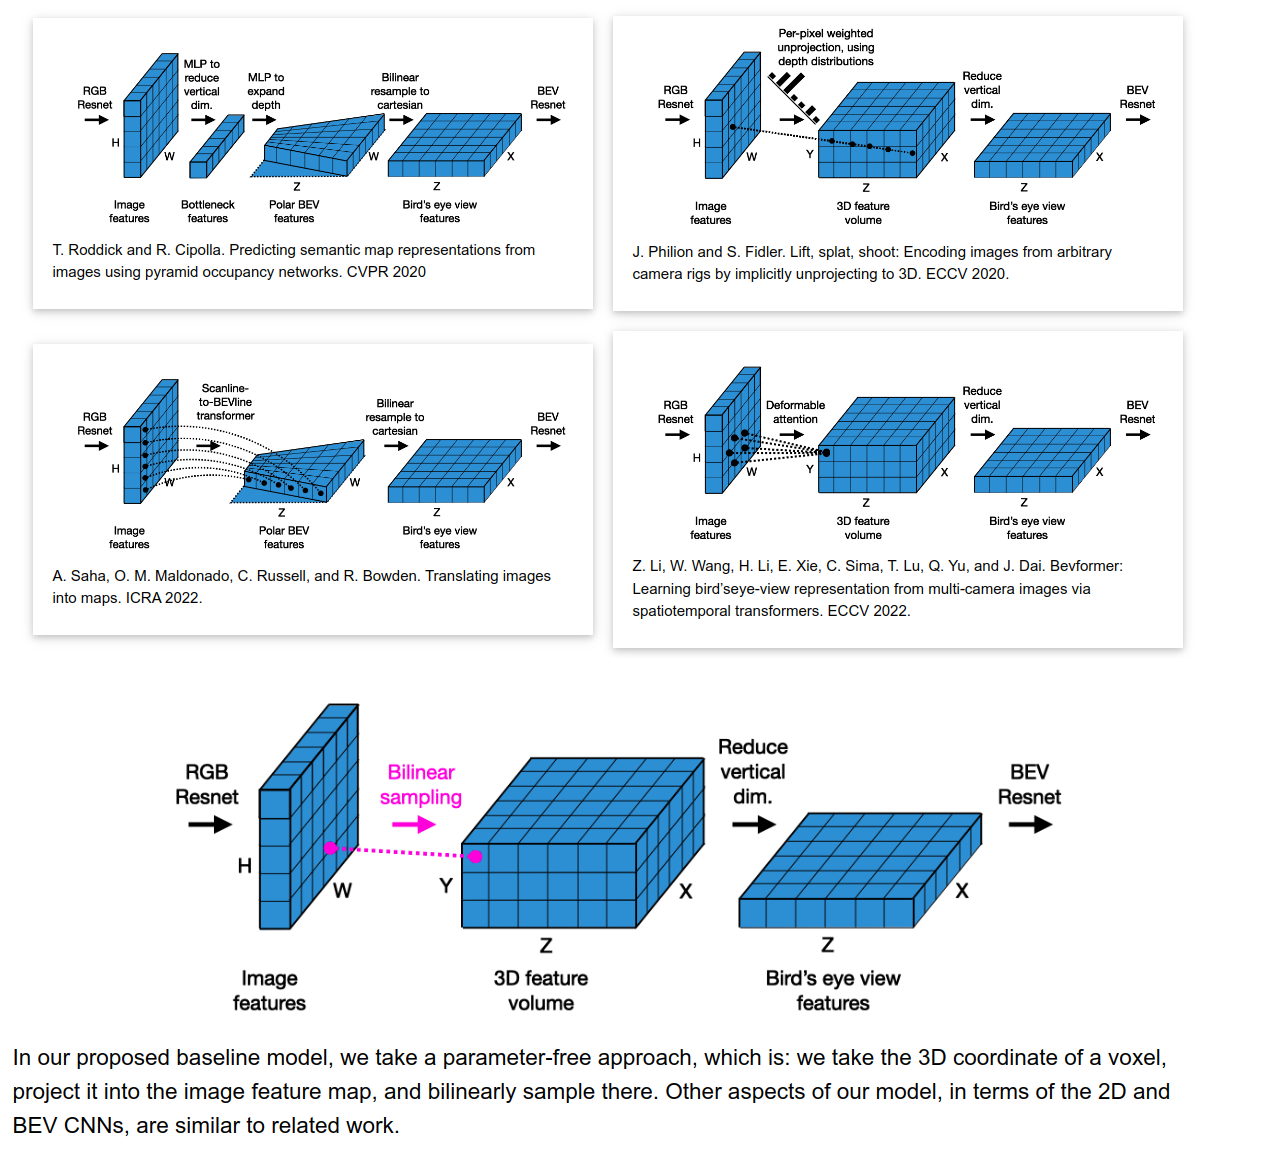 RGB
Resnet
MLP to
reduce
vertical
dim.
MLP to
expand
depth
Bilinear
resample to
cartesian
BEV
Resnet
H
W
W
X
Z
Z
Image
features
Bottleneck
features
Polar BEV
features
Bird's eye view
features
T. Roddick and R. Cipolla. Predicting semantic map representations from
images using pyramid occupancy networks. CVPR 2020
Per-pixel weighted
unprojection, using
depth distributions
RGB
Resnet
Reduce
vertical
dim.
BEV
Resnet
H
W
Y
X
X
Z
Z
Image
features
3D feature
volume
Bird's eye view
features
J. Philion and S. Fidler. Lift, splat, shoot: Encoding images from arbitrary
camera rigs by implicitly unprojecting to 3D. ECCV 2020.
RGB
Resnet
Scanline-
to-BEVline
transformer
Bilinear
resample to
cartesian
BEV
Resnet
H
W
W
X
Z
Z
Image
features
Polar BEV
features
Bird's eye view
features
A. Saha, O. M. Maldonado, C. Russell, and R. Bowden. Translating images
into maps. ICRA 2022.
RGB
Resnet
Deformable
attention
Reduce
vertical
dim.
BEV
Resnet
H
W
Y
X
X
Z
Z
Image
features
3D feature
volume
Bird's eye view
features
Z. Li, W. Wang, H. Li, E. Xie, C. Sima, T. Lu, Q. Yu, and J. Dai. Bevformer:
Learning bird'seye-view representation from multi-camera images via
spatiotemporal transformers. ECCV 2022.
RGB
Resnet
Bilinear
sampling
Reduce
vertical
dim.
BEV
Resnet
H
W
Y
X
X
Z
Z
Image
features
3D feature
volume
Bird's eye view
features
In our proposed baseline model, we take a parameter-free approach, which is: we take the 3D coordinate of a voxel,
project it into the image feature map, and bilinearly sample there. Other aspects of our model, in terms of the 2D and
BEV CNNs, are similar to related work.